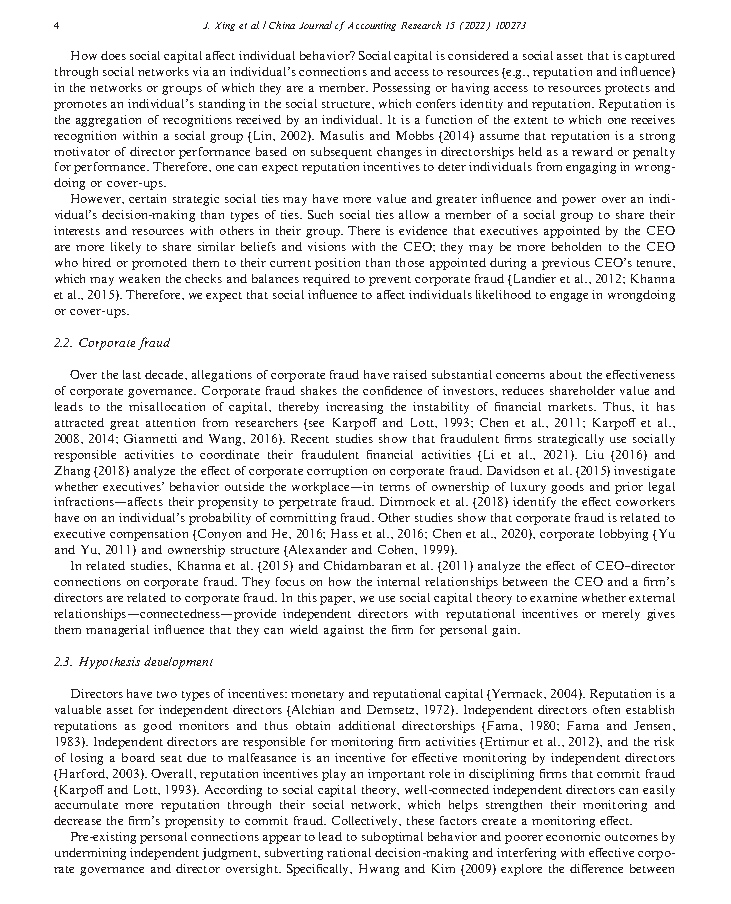 4
J. Xing et al. / China Journal of Accounting Research 15 (2022) 100273
How does social capital affect individual behavior? Social capital is considered a social asset that is captured
through social networks via an individual's connections and access to resources (e.g., reputation and influence)
in the networks or groups of which they are a member. Possessing or having access to resources protects and
promotes an individual's standing in the social structure, which confers identity and reputation. Reputation is
the aggregation of recognitions received by an individual. It is a function of the extent to which one receives
recognition within a social group (Lin, 2002). Masulis and Mobbs (2014) assume that reputation is a strong
motivator of director performance based on subsequent changes in directorships held as a reward or penalty
for performance. Therefore, one can expect reputation incentives to deter individuals from engaging in wrong-
doing or cover-ups.
However, certain strategic social ties may have more value and greater influence and power over an indi-
vidual's decision-making than types of ties. Such social ties allow a member of a social group to share their
interests and resources with others in their group. There is evidence that executives appointed by the CEO
are more likely to share similar beliefs and visions with the CEO; they may be more beholden to the CEO
who hired or promoted them to their current position than those appointed during a previous CEO's tenure,
which may weaken the checks and balances required to prevent corporate fraud (Landier et al., 2012; Khanna
et al., 2015). Therefore, we expect that social influence to affect individuals likelihood to engage in wrongdoing
or cover-ups.
2.2. Corporate fraud
Over the last decade, allegations of corporate fraud have raised substantial concerns about the effectiveness
of corporate governance. Corporate fraud shakes the confidence of investors, reduces shareholder value and
leads to the misallocation of capital, thereby increasing the instability of financial markets. Thus, it has
attracted great attention from researchers (see Karpoff and Lott, 1993; Chen et al., 2011; Karpoff et al.,
2008, 2014; Giannetti and Wang, 2016). Recent studies show that fraudulent firms strategically use socially
responsible activities to coordinate their fraudulent financial activities (Li et al., 2021). Liu (2016) and
Zhang (2018) analyze the effect of corporate corruption on corporate fraud. Davidson et al. (2015) investigate
whether executives' behavior outside the workplace—in terms of ownership of luxury goods and prior legal
infractions—affects their propensity to perpetrate fraud. Dimmock et al. (2018) identify the effect coworkers
have on an individual's probability of committing fraud. Other studies show that corporate fraud is related to
executive compensation (Conyon and He, 2016; Hass et al., 2016; Chen et al., 2020), corporate lobbying (Yu
and Yu, 2011) and ownership structure (Alexander and Cohen, 1999).
In related studies, Khanna et al. (2015) and Chidambaran et al. (2011) analyze the effect of CEO–director
connections on corporate fraud. They focus on how the internal relationships between the CEO and a firm's
directors are related to corporate fraud. In this paper, we use social capital theory to examine whether external
relationships—connectedness—provide independent directors with reputational incentives or merely gives
them managerial influence that they can wield against the firm for personal gain.
2.3. Hypothesis development
Directors have two types of incentives: monetary and reputational capital (Yermack, 2004). Reputation is a
valuable asset for independent directors (Alchian and Demsetz, 1972). Independent directors often establish
reputations as good monitors and thus obtain additional directorships (Fama, 1980; Fama and Jensen,
1983). Independent directors are responsible for monitoring firm activities (Ertimur et al., 2012), and the risk
of losing a board seat due to malfeasance is an incentive for effective monitoring by independent directors
(Harford, 2003). Overall, reputation incentives play an important role in disciplining firms that commit fraud
(Karpoff and Lott, 1993). According to social capital theory, well-connected independent directors can easily
accumulate more reputation through their social network, which helps strengthen their monitoring and
decrease the firm's propensity to commit fraud. Collectively, these factors create a monitoring effect.
Pre-existing personal connections appear to lead to suboptimal behavior and poorer economic outcomes by
undermining independent judgment, subverting rational decision-making and interfering with effective corpo-
rate governance and director oversight. Specifically, Hwang and Kim (2009) explore the difference between